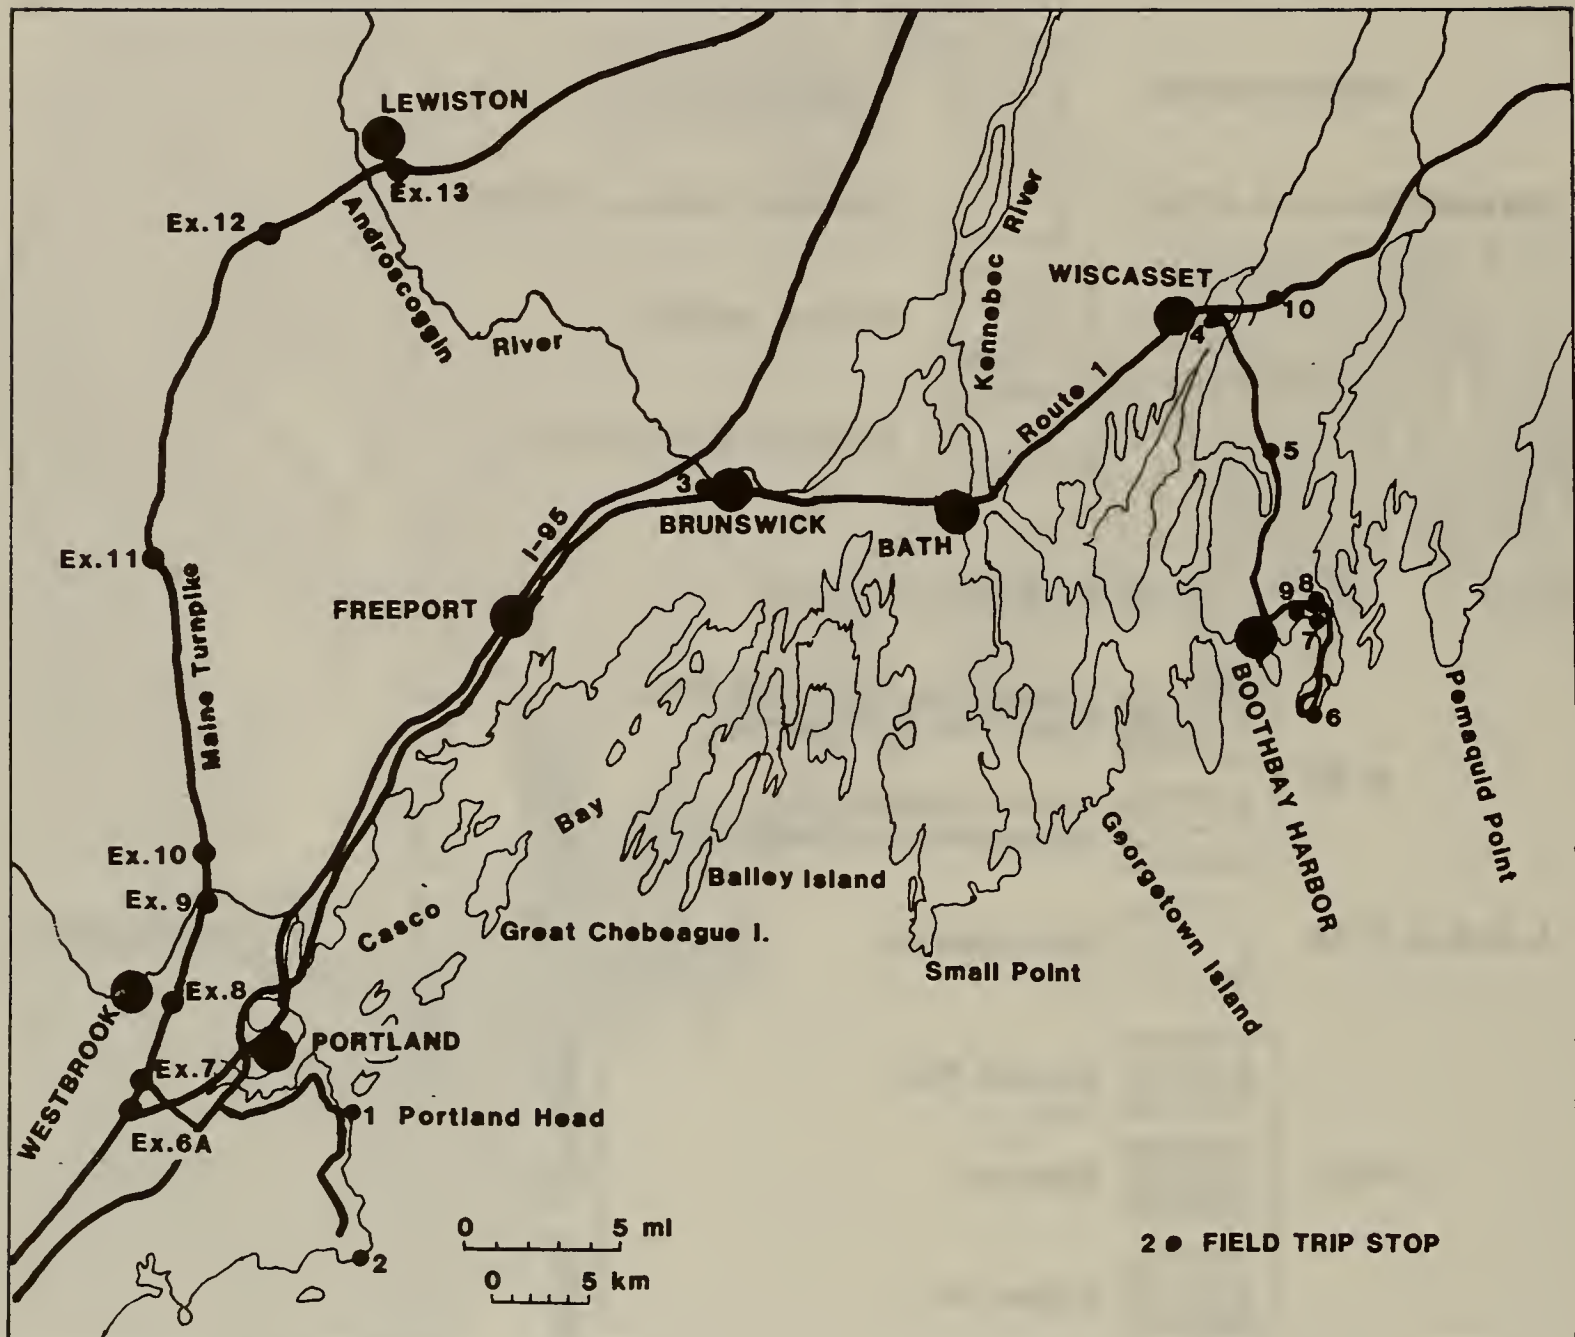 LEWISTON
Ex.13
Ex.12
Androscoggin
River
Kennebec River
WISCASSET
10
4
Route 1
5
3
BRUNSWICK
I-95
BATH
Ex.11
Maine Turnpike
FREEPORT
9 8
7
6
BOOTHBAY HARBOR
Pemaquid Point
Casco Bay
Georgetown Island
Ex.10
Ex.9
Bailey Island
Great Chebeague I.
Small Point
Ex.8
WESTBROOK
PORTLAND
Ex.7
1 Portland Head
Ex.6A
2
0 5 mi
0 5 km
2 FIELD TRIP STOP